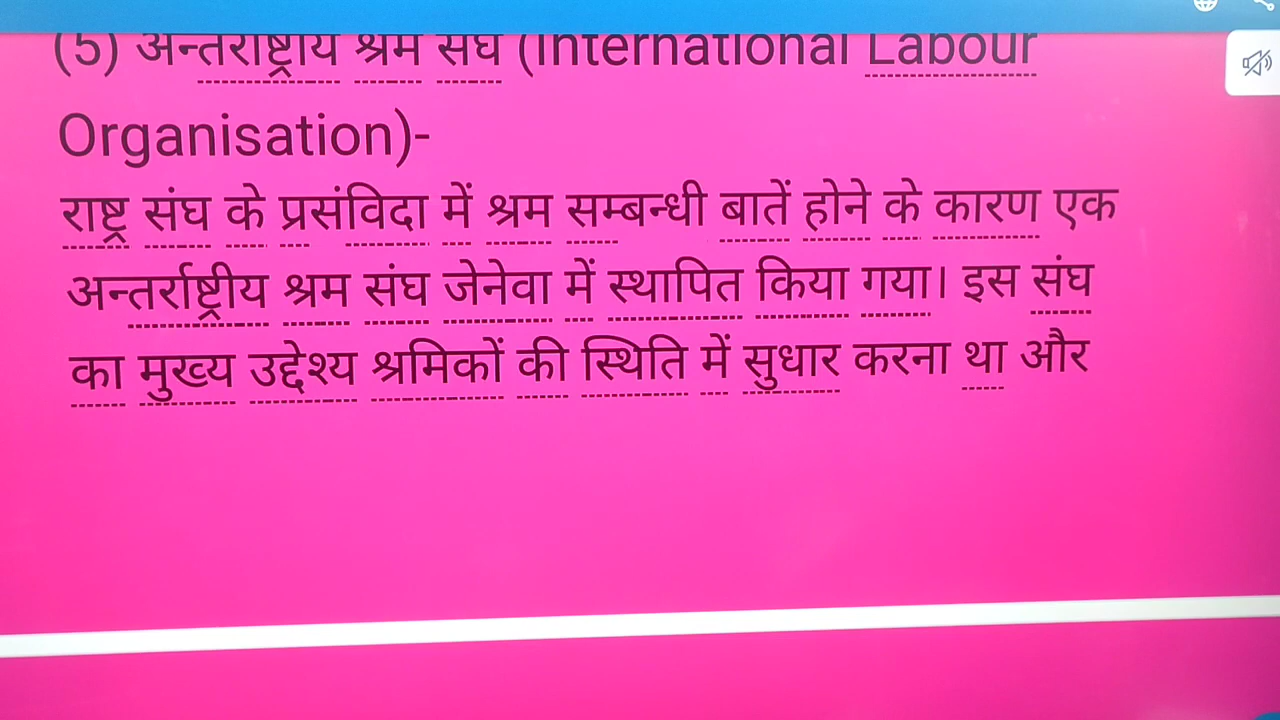 (5) अन्तर्राष्ट्रीय श्रम संघ (International Labour
Organisation)-
राष्ट्र संघ के प्रसंविदा में श्रम सम्बन्धी बातें होने के कारण एक
अन्तर्राष्ट्रीय श्रम संघ जेनेवा में स्थापित किया गया। इस संघ
का मुख्य उद्देश्य श्रमिकों की स्थिति में सुधार करना था और